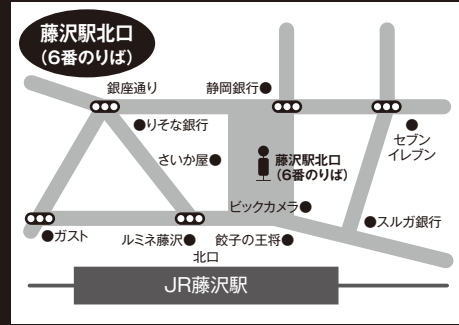 藤沢駅北口
(6番のりば)
銀座通り
静岡銀行
りそな銀行
セブン
イレブン
さいか屋
藤沢駅北口
(6番のりば)
ビックカメラ
スルガ銀行
ガスト
ルミネ藤沢
餃子の王将
北口
JR藤沢駅